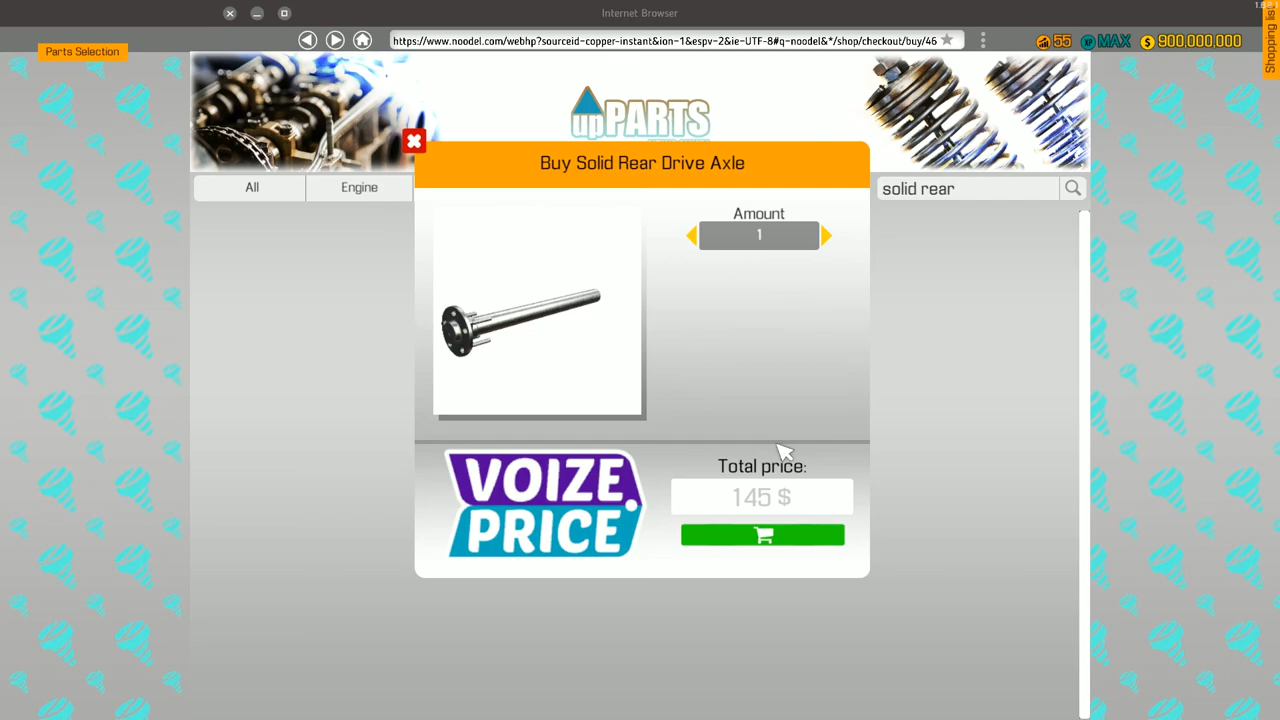 Internet Browser
Parts Selection
https://www.noodel.com/webhp?sourceid-copper-instant&ion-1&espv-2&ie-UTF-8#q-noodel&*/shop/checkout/buy/46
55
XP MAX
$ 900,000,000
Shopping list
upPARTS
Buy Solid Rear Drive Axle
All
Engine
solid rear
Amount
1
VOIZE.
PRICE
Total price:
145 $